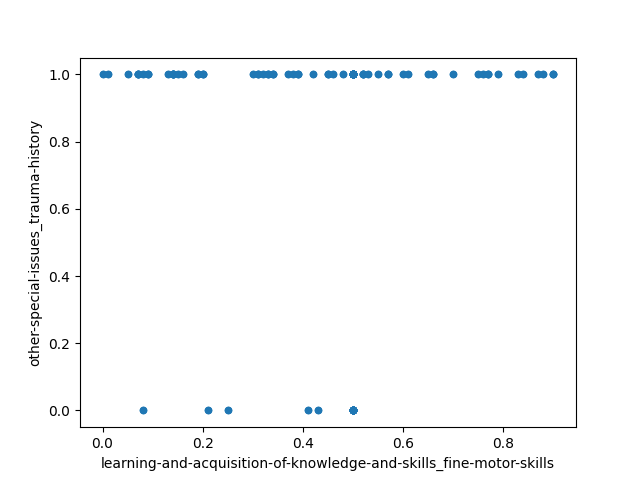 1.0
0.8
0.6
0.4
0.2
0.0
other-special-issues_trauma-history
0.0 0.2 0.4 0.6 0.8
learning-and-acquisition-of-knowledge-and-skills_fine-motor-skills